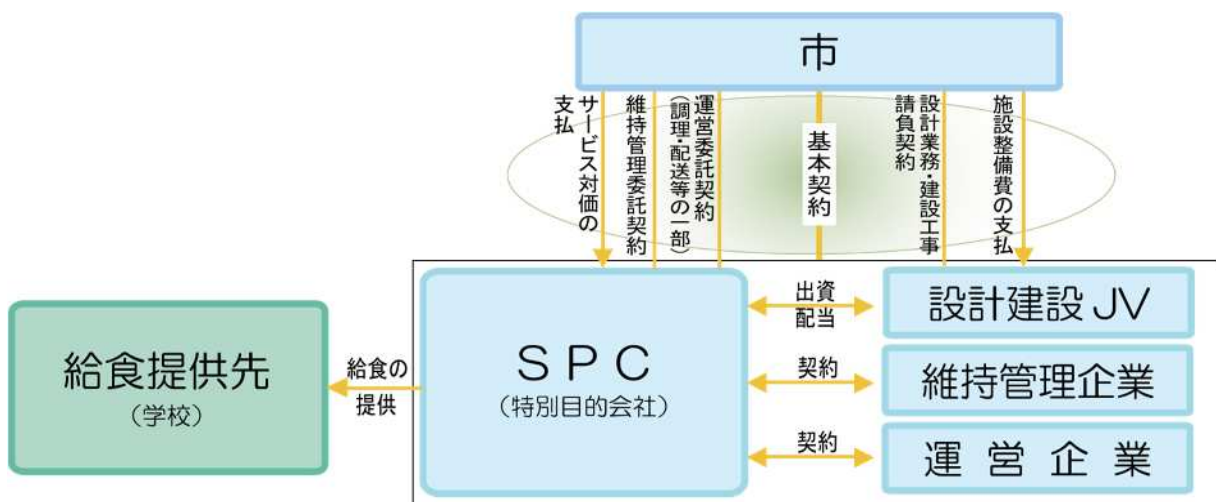 市
サービス対価の
支払
維持管理委託契約
運営委託契約
（調理・配送等の一部）
基本契約
設計業務・建設工事
請負契約
施設整備費の支払
給食提供先
（学校）
給食の
提供
ＳＰＣ
（特別目的会社）
出資
配当
契約
契約
設計建設 JV
維持管理企業
運営企業